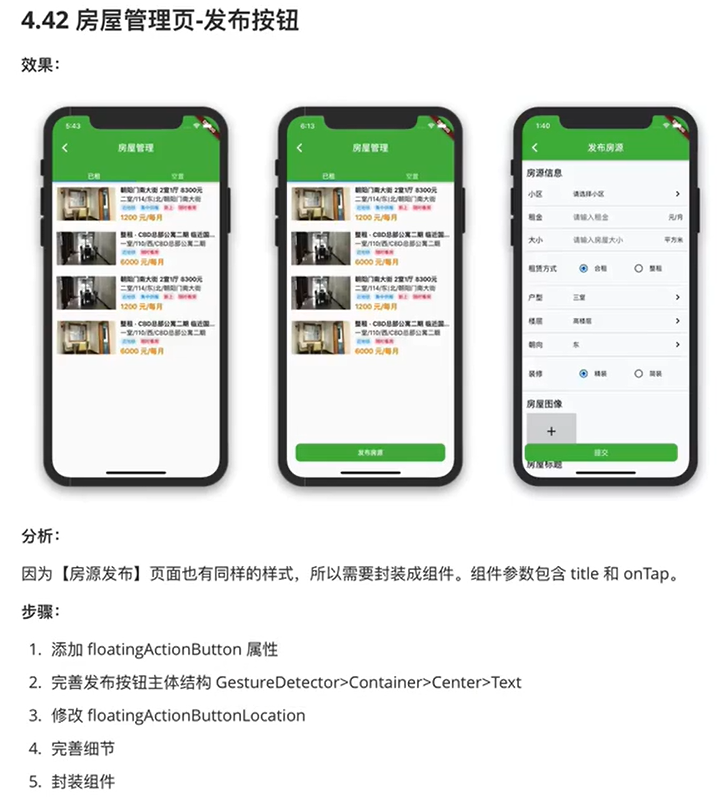 4.42 房屋管理页-发布按钮
效果：
5:43
房屋管理
已租
空置
朝阳门南大街 2室1厅 8300元
二室/114/东|北/朝阳门南大街
近地铁 集中供暖 新上 随时看房
1200 元/每月
整租 · CBD总部公寓二期 临近国...
一室/110/西/CBD总部公寓二期
近地铁 随时看房
6000 元/每月
朝阳门南大街 2室1厅 8300元
二室/114/东|北/朝阳门南大街
近地铁 集中供暖 新上 随时看房
1200 元/每月
整租 · CBD总部公寓二期 临近国...
一室/110/西/CBD总部公寓二期
近地铁 随时看房
6000 元/每月
6:13
房屋管理
已租
空置
朝阳门南大街 2室1厅 8300元
二室/114/东|北/朝阳门南大街
近地铁 集中供暖 新上 随时看房
1200 元/每月
整租 · CBD总部公寓二期 临近国...
一室/110/西/CBD总部公寓二期
近地铁 随时看房
6000 元/每月
朝阳门南大街 2室1厅 8300元
二室/114/东|北/朝阳门南大街
近地铁 集中供暖 新上 随时看房
1200 元/每月
整租 · CBD总部公寓二期 临近国...
一室/110/西/CBD总部公寓二期
近地铁 随时看房
6000 元/每月
发布房源
1:40
发布房源
房源信息
小区 请选择小区
租金 请输入租金 元/月
大小 请输入房屋大小 平方米
租赁方式 合租 整租
户型 三室
楼层 高楼层
朝向 东
装修 精装 简装
房屋图像
+
提交
房屋标题
分析：
因为【房源发布】页面也有同样的样式，所以需要封装成组件。组件参数包含 title 和 onTap。
步骤：
1. 添加 floatingActionButton 属性
2. 完善发布按钮主体结构 GestureDetector>Container>Center>Text
3. 修改 floatingActionButtonLocation
4. 完善细节
5. 封装组件